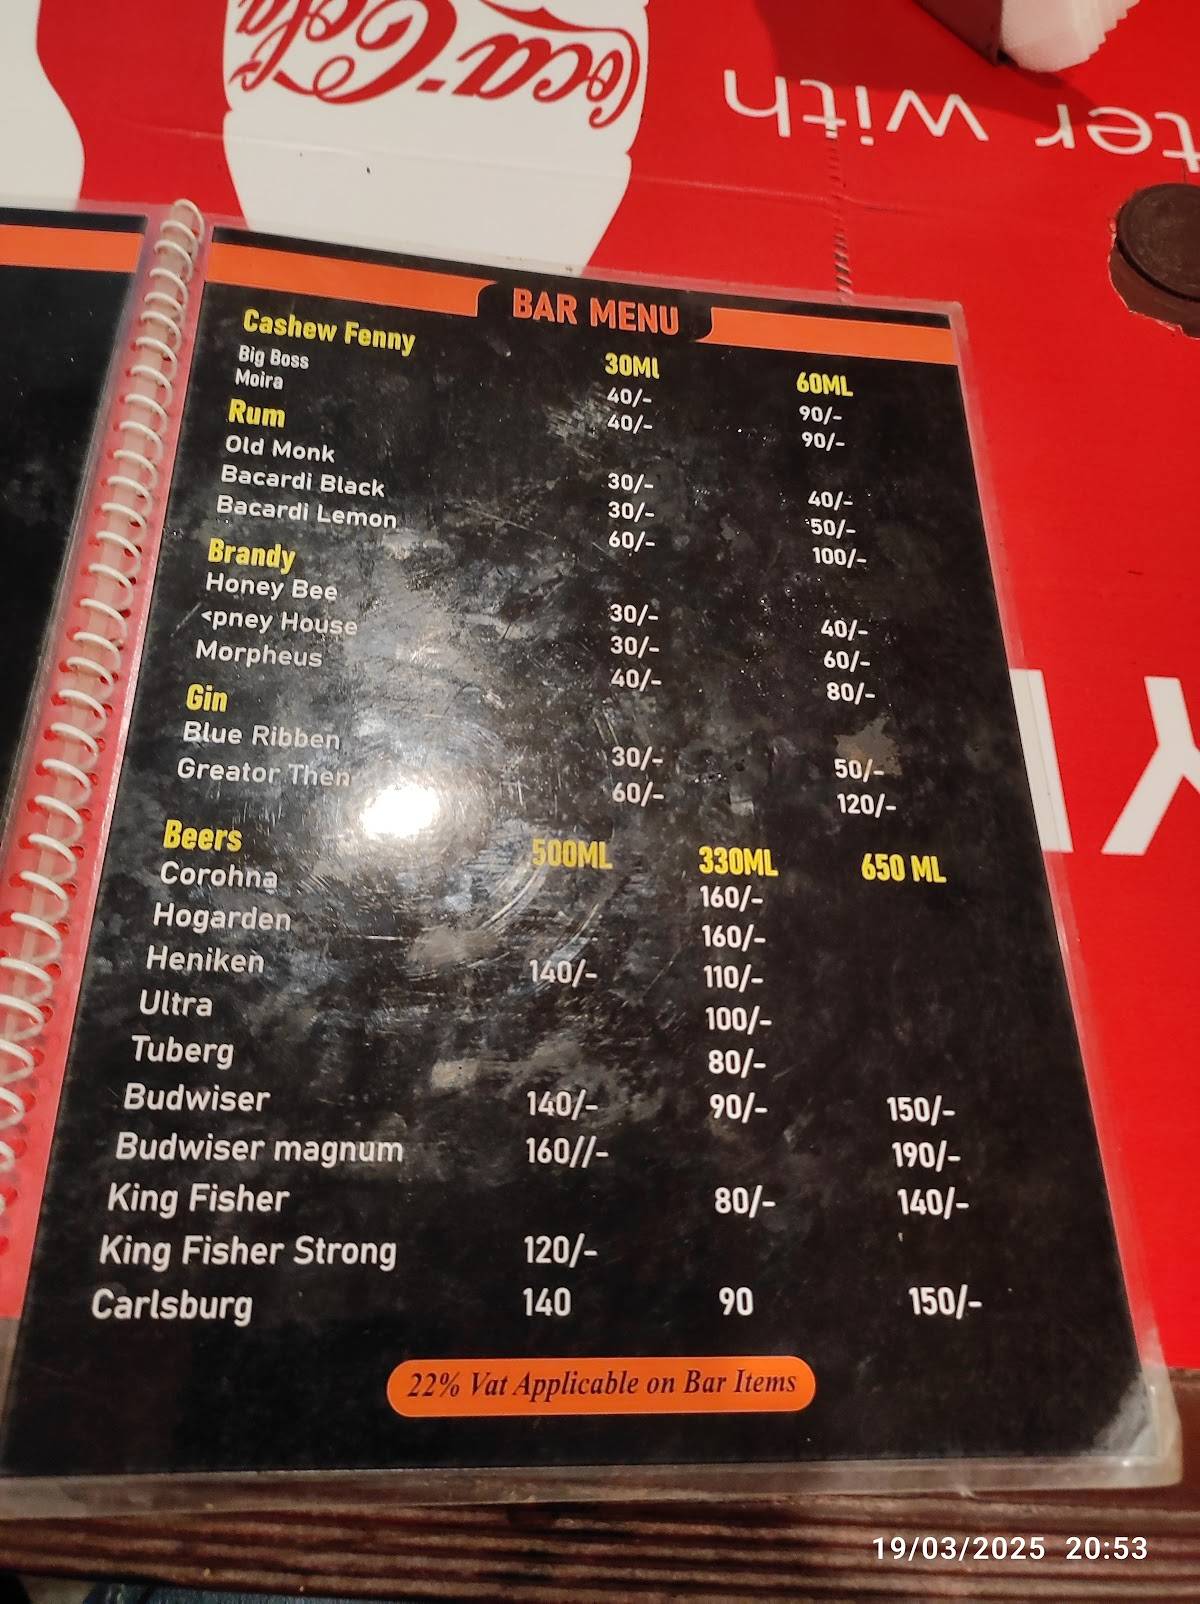 Coca-Cola
ter with
BAR MENU
Cashew Fenny 30Ml 60ML
Big Boss 40/- 90/-
Moira 40/- 90/-
Rum
Old Monk 30/- 40/-
Bacardi Black 30/- 50/-
Bacardi Lemon 60/- 100/-
Brandy
Honey Bee 30/- 40/-
<pney House 30/- 60/-
Morpheus 40/- 80/-
Gin
Blue Ribben 30/- 50/-
Greator Then 60/- 120/-
Beers 500ML 330ML 650 ML
Corohna 160/-
Hogarden 160/-
Heniken 140/- 110/-
Ultra 100/-
Tuberg 80/-
Budwiser 140/- 90/- 150/-
Budwiser magnum 160//- 190/-
King Fisher 80/- 140/-
King Fisher Strong 120/-
Carlsburg 140 90 150/-
22% Vat Applicable on Bar Items
19/03/2025 20:53